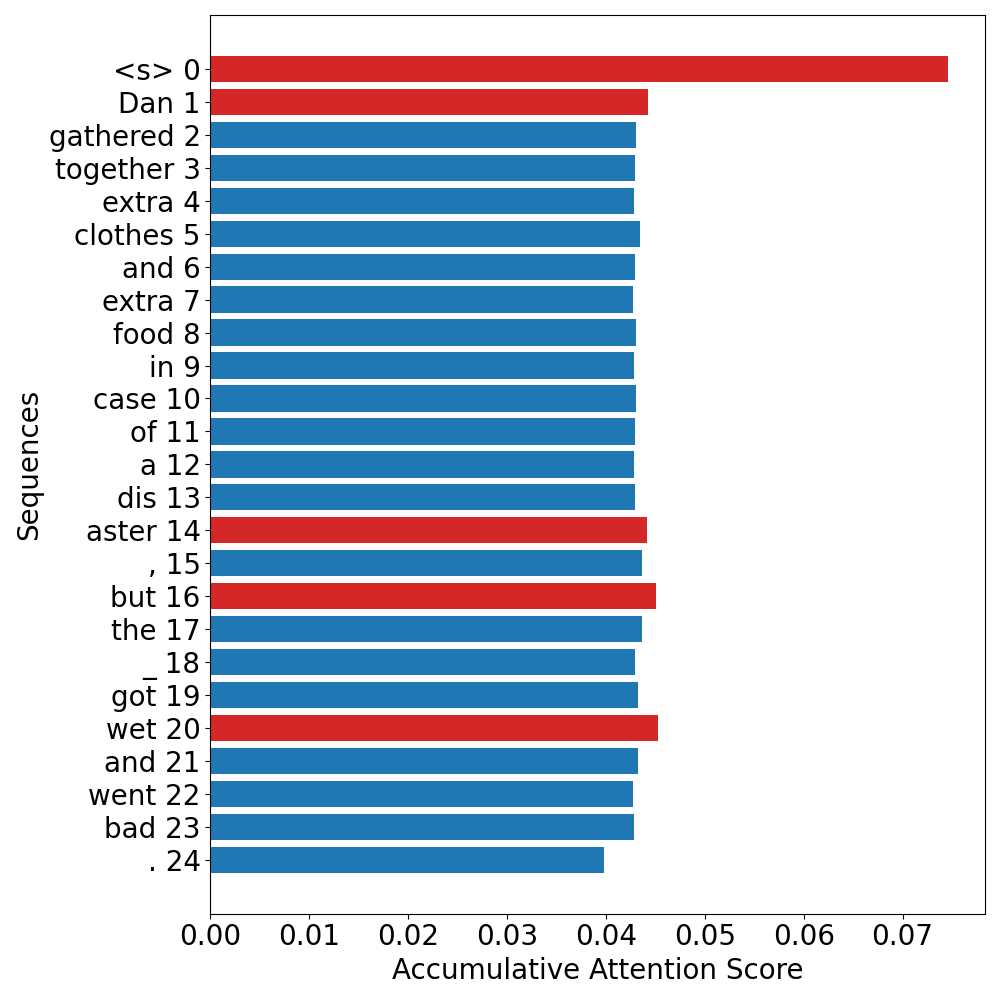 <s> 0
Dan 1
gathered 2
together 3
extra 4
clothes 5
and 6
extra 7
food 8
in 9
case 10
of 11
a 12
dis 13
aster 14
, 15
but 16
the 17
_ 18
got 19
wet 20
and 21
went 22
bad 23
. 24
Sequences
0.00 0.01 0.02 0.03 0.04 0.05 0.06 0.07
Accumulative Attention Score